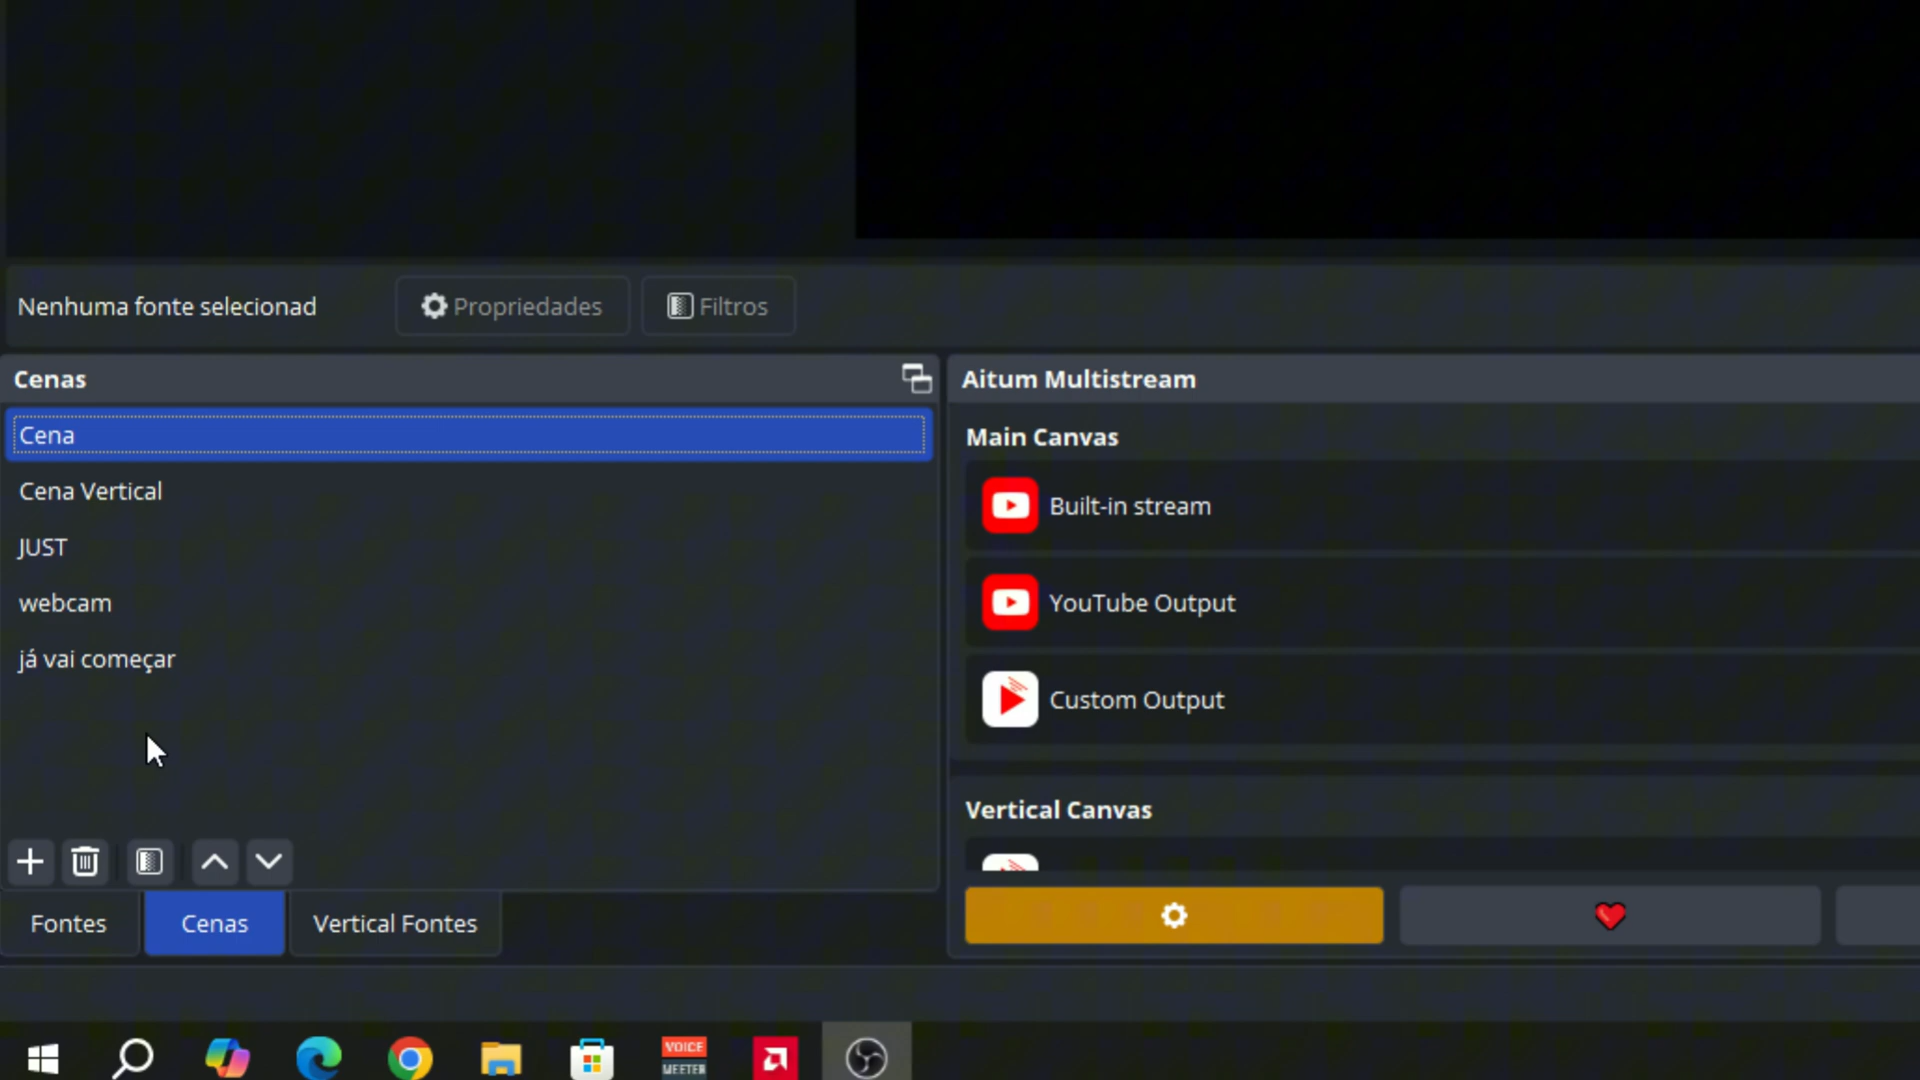 Nenhuma fonte selecionad
Propriedades
Filtros
Cenas
Cena
Cena Vertical
JUST
webcam
já vai começar
Fontes
Cenas
Vertical Fontes
Aitum Multistream
Main Canvas
Built-in stream
YouTube Output
Custom Output
Vertical Canvas
VOICE
MEETER